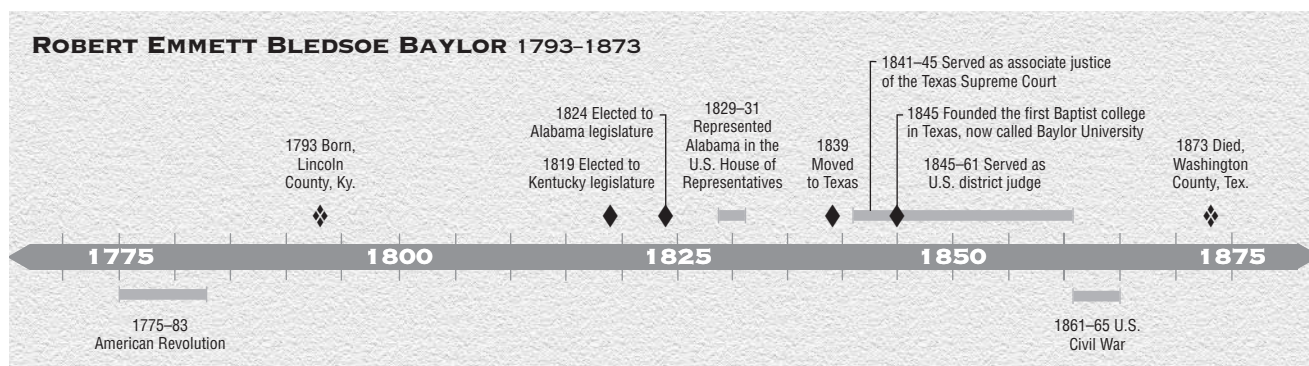 ROBERT EMMETT BLEDSOE BAYLOR 1793–1873
1793 Born,
Lincoln
County, Ky.
1824 Elected to
Alabama legislature
1819 Elected to
Kentucky legislature
1829–31
Represented
Alabama in the
U.S. House of
Representatives
1839
Moved
to Texas
1841–45 Served as associate justice
of the Texas Supreme Court
1845 Founded the first Baptist college
in Texas, now called Baylor University
1845–61 Served as
U.S. district judge
1873 Died,
Washington
County, Tex.
1775
1800
1825
1850
1875
1775–83
American Revolution
1861–65 U.S.
Civil War